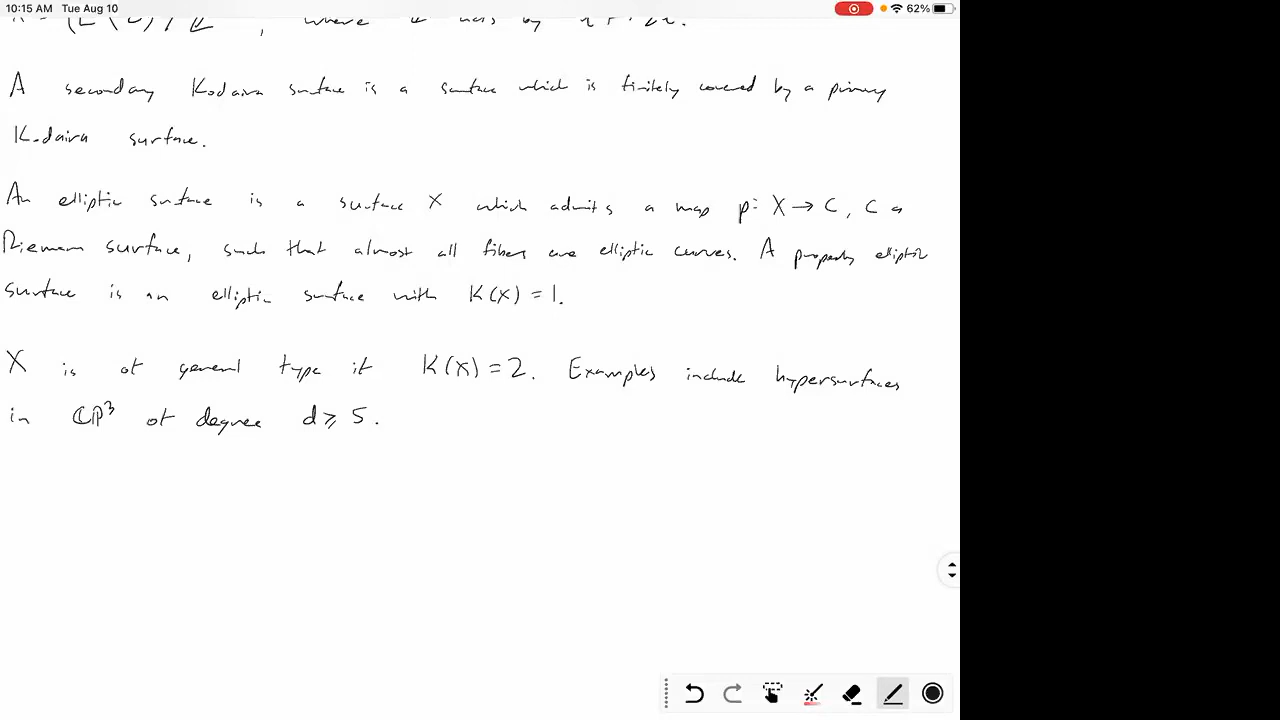 10:15 AM Tue Aug 10
62%
, where acts by
A secondary Kodaira surface is a surface which is finitely covered by a primary
Kodaira surface.
An elliptic surface is a surface X which admits a map p: X → C, C a
Riemann surface, such that almost all fibers are elliptic curves. A properly elliptic
surface is an elliptic surface with K(X) = 1.
X is of general type if K(X) = 2. Examples include hypersurfaces
in ℂℙ³ of degree d ≥ 5.